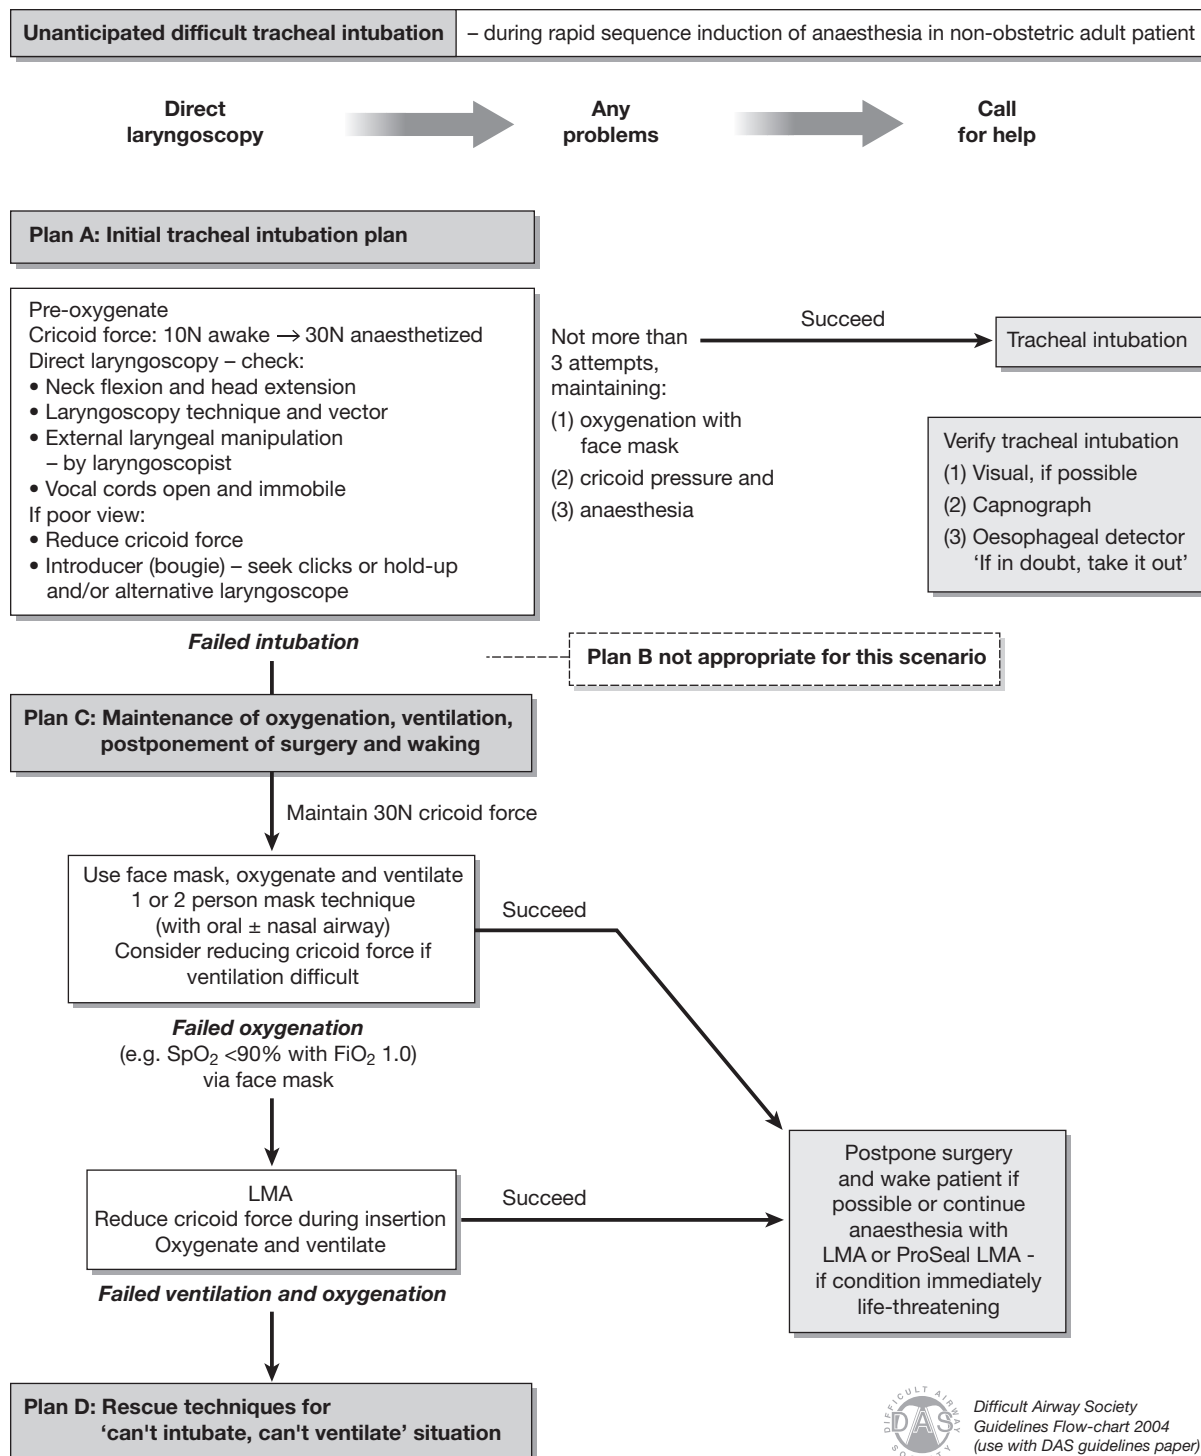 Unanticipated difficult tracheal intubation – during rapid sequence induction of anaesthesia in non-obstetric adult patient
Direct
laryngoscopy
Any
problems
Call
for help
Plan A: Initial tracheal intubation plan
Pre-oxygenate
Cricoid force: 10N awake → 30N anaesthetized
Direct laryngoscopy – check:
• Neck flexion and head extension
• Laryngoscopy technique and vector
• External laryngeal manipulation
– by laryngoscopist
• Vocal cords open and immobile
If poor view:
• Reduce cricoid force
• Introducer (bougie) – seek clicks or hold-up
and/or alternative laryngoscope
Not more than
3 attempts,
maintaining:
(1) oxygenation with
face mask
(2) cricoid pressure and
(3) anaesthesia
Succeed
Tracheal intubation
Verify tracheal intubation
(1) Visual, if possible
(2) Capnograph
(3) Oesophageal detector
'If in doubt, take it out'
Failed intubation
Plan B not appropriate for this scenario
Plan C: Maintenance of oxygenation, ventilation,
postponement of surgery and waking
Maintain 30N cricoid force
Use face mask, oxygenate and ventilate
1 or 2 person mask technique
(with oral ± nasal airway)
Consider reducing cricoid force if
ventilation difficult
Succeed
Failed oxygenation
(e.g. SpO₂ <90% with FiO₂ 1.0)
via face mask
LMA
Reduce cricoid force during insertion
Oxygenate and ventilate
Succeed
Postpone surgery
and wake patient if
possible or continue
anaesthesia with
LMA or ProSeal LMA -
if condition immediately
life-threatening
Failed ventilation and oxygenation
Plan D: Rescue techniques for
'can't intubate, can't ventilate' situation
DIFFICULT AIRWAY
DAS
SOCIETY
Difficult Airway Society
Guidelines Flow-chart 2004
(use with DAS guidelines paper)